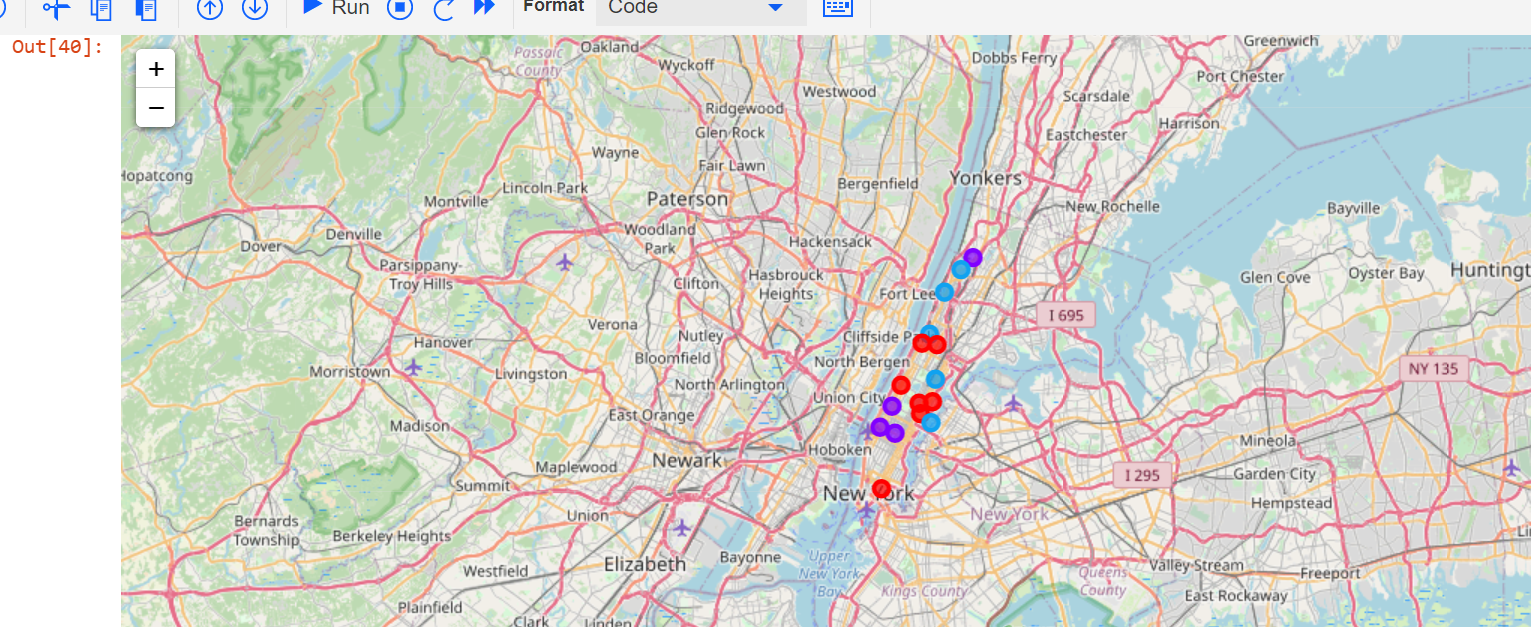 Run
Format
Code
Out[40]:
+
−
Passaic
County
Oakland
Wyckoff
Dobbs Ferry
Greenwich
Port Chester
Westwood
Scarsdale
Ridgewood
Glen Rock
Eastchester
Harrison
Wayne
Fair Lawn
Hopatcong
Lincoln Park
Bergenfield
Yonkers
Montville
Paterson
New Rochelle
Bayville
Woodland
Park
Hackensack
Denville
Dover
Parsippany-
Troy Hills
Hasbrouck
Heights
Clifton
Fort Lee
Glen Cove
Oyster Bay
Huntingt
I 695
Verona
Nutley
Cliffside P
Hanover
Bloomfield
North Bergen
Morristown
Livingston
North Arlington
Union City
NY 135
East Orange
Madison
Hoboken
Mineola
Newark
Maplewood
Summit
I 295
Garden City
New York
Hempstead
Union
New York
Bernards
Township
Berkeley Heights
Li
Elizabeth
Bayonne
Upper
New York
Bay
Westfield
Valley Stream
Queens
County
Freeport
Kings County
East Rockaway
Plainfield
Clark
Linden